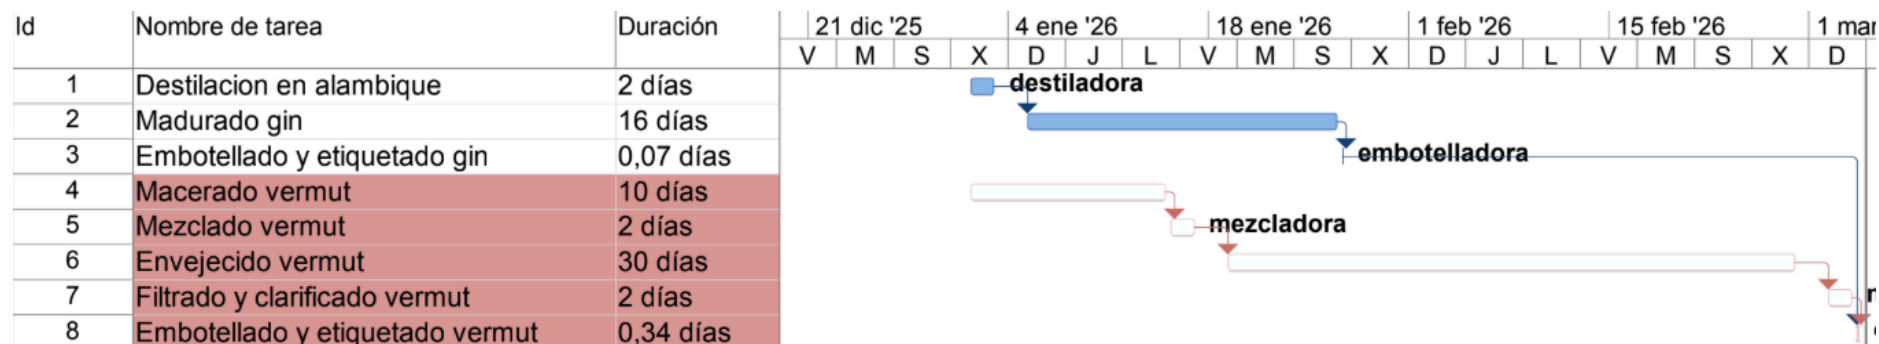 Id Nombre de tarea Duración 21 dic '25 4 ene '26 18 ene '26 1 feb '26 15 feb '26 1 mar
V M S X D J L V M S X D J L V M S X D
1 Destilacion en alambique 2 días destiladora
2 Madurado gin 16 días
3 Embotellado y etiquetado gin 0,07 días embotelladora
4 Macerado vermut 10 días
5 Mezclado vermut 2 días mezcladora
6 Envejecido vermut 30 días
7 Filtrado y clarificado vermut 2 días
8 Embotellado y etiquetado vermut 0,34 días